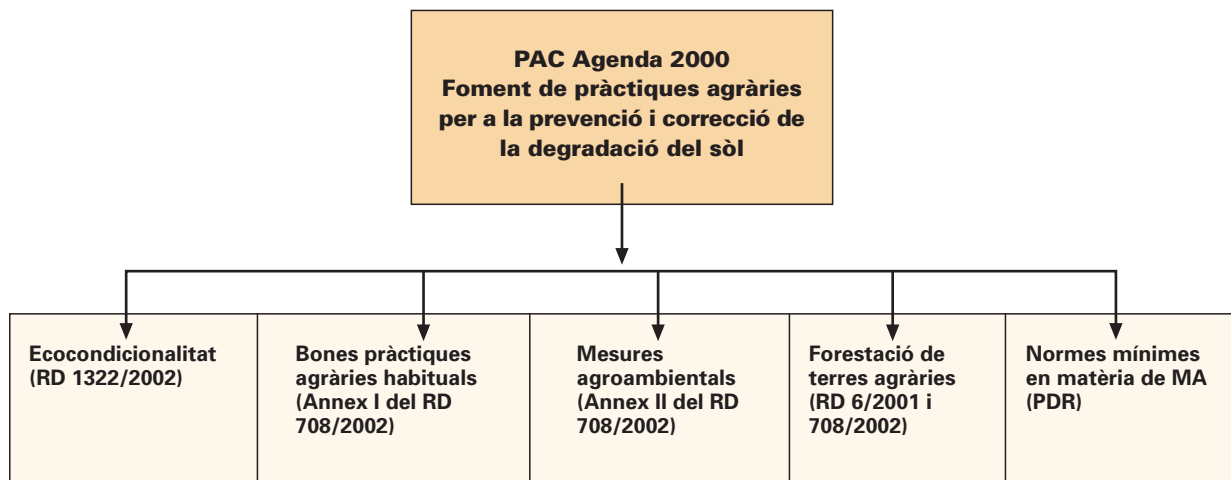 PAC Agenda 2000
Foment de pràctiques agràries
per a la prevenció i correcció de
la degradació del sòl
Ecocondicionalitat
(RD 1322/2002)
Bones pràctiques
agràries habituals
(Annex I del RD
708/2002)
Mesures
agroambientals
(Annex II del RD
708/2002)
Forestació de
terres agràries
(RD 6/2001 i
708/2002)
Normes mínimes
en matèria de MA
(PDR)